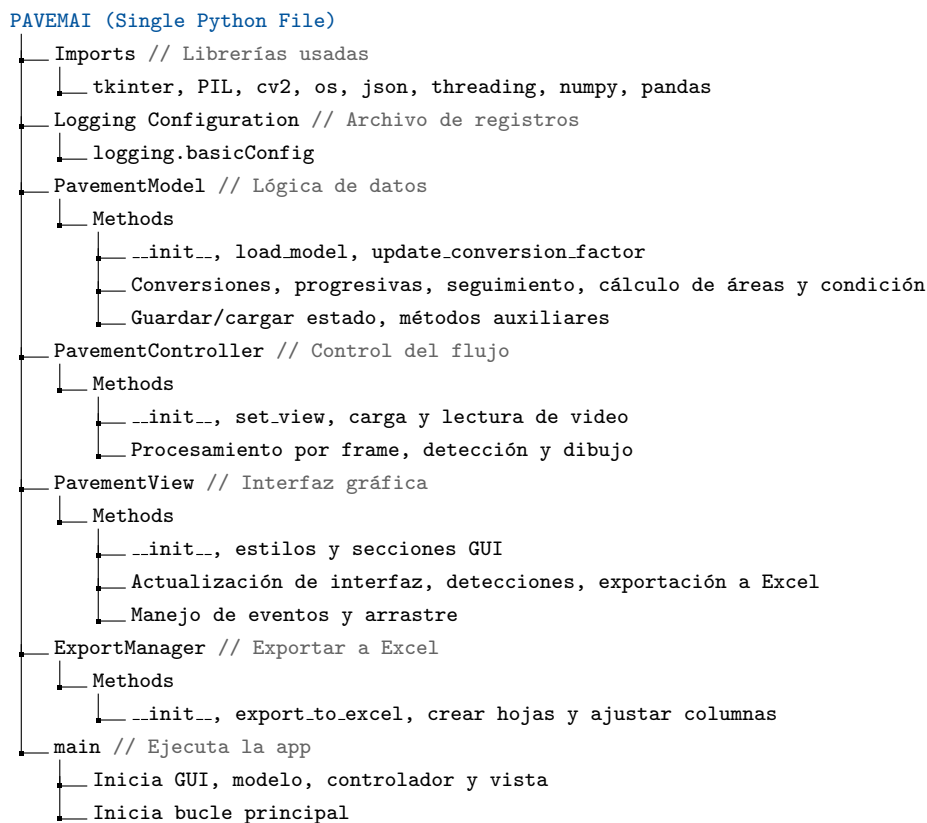 PAVEMAI (Single Python File)
Imports // Librerías usadas
tkinter, PIL, cv2, os, json, threading, numpy, pandas
Logging Configuration // Archivo de registros
logging.basicConfig
PavementModel // Lógica de datos
Methods
__init__, load_model, update_conversion_factor
Conversiones, progresivas, seguimiento, cálculo de áreas y condición
Guardar/cargar estado, métodos auxiliares
PavementController // Control del flujo
Methods
__init__, set_view, carga y lectura de video
Procesamiento por frame, detección y dibujo
PavementView // Interfaz gráfica
Methods
__init__, estilos y secciones GUI
Actualización de interfaz, detecciones, exportación a Excel
Manejo de eventos y arrastre
ExportManager // Exportar a Excel
Methods
__init__, export_to_excel, crear hojas y ajustar columnas
main // Ejecuta la app
Inicia GUI, modelo, controlador y vista
Inicia bucle principal